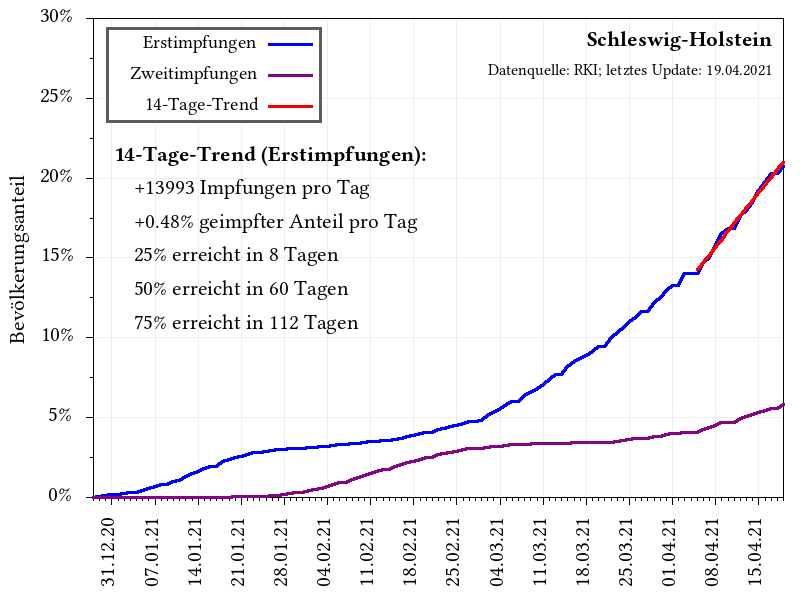 30%
25%
20%
15%
10%
5%
0%
Bevölkerungsanteil
Erstimpfungen
Zweitimpfungen
14-Tage-Trend
Schleswig-Holstein
Datenquelle: RKI; letztes Update: 19.04.2021
14-Tage-Trend (Erstimpfungen):
+13993 Impfungen pro Tag
+0.48% geimpfter Anteil pro Tag
25% erreicht in 8 Tagen
50% erreicht in 60 Tagen
75% erreicht in 112 Tagen
31.12.20
07.01.21
14.01.21
21.01.21
28.01.21
04.02.21
11.02.21
18.02.21
25.02.21
04.03.21
11.03.21
18.03.21
25.03.21
01.04.21
08.04.21
15.04.21